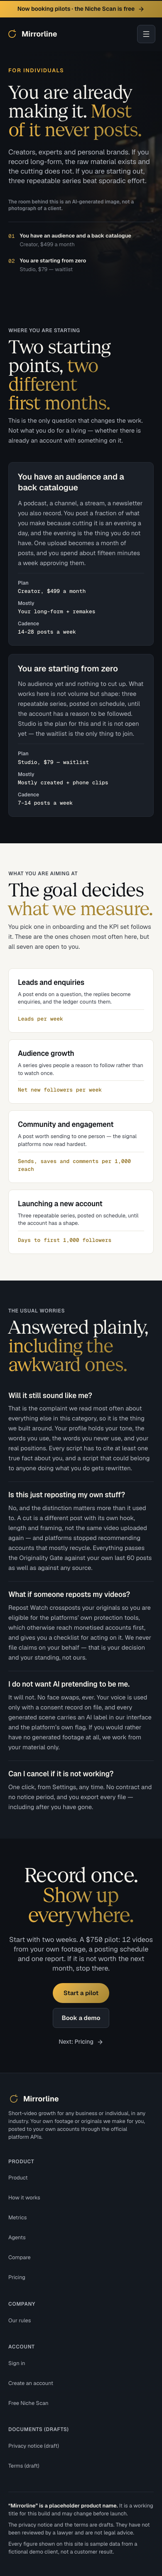 Now booking pilots · the Niche Scan is free →
Mirrorline
FOR INDIVIDUALS
You are already
making it. Most
of it never posts.
Creators, experts and personal brands. If you
record long-form, the raw material exists and
the cutting does not. If you are starting out,
three repeatable series beat sporadic effort.
The room behind this is an AI-generated image, not a
photograph of a client.
01 You have an audience and a back catalogue
Creator, $499 a month
02 You are starting from zero
Studio, $79 — waitlist
WHERE YOU ARE STARTING
Two starting
points, two
different
first months.
This is the only question that changes the work.
Not what you do for a living — whether there is
already an account with something on it.
You have an audience and a
back catalogue
A podcast, a channel, a stream, a newsletter
you also record. You post a fraction of what
you make because cutting it is an evening a
day, and the evening is the thing you do not
have. One upload becomes a month of
posts, and you spend about fifteen minutes
a week approving them.
Plan
Creator, $499 a month
Mostly
Your long-form + remakes
Cadence
14–28 posts a week
You are starting from zero
No audience yet and nothing to cut up. What
works here is not volume but shape: three
repeatable series, posted on schedule, until
the account has a reason to be followed.
Studio is the plan for this and it is not open
yet — the waitlist is the only thing to join.
Plan
Studio, $79 — waitlist
Mostly
Mostly created + phone clips
Cadence
7–14 posts a week
WHAT YOU ARE AIMING AT
The goal decides
what we measure.
You pick one in onboarding and the KPI set follows
it. These are the ones chosen most often here, but
all seven are open to you.
Leads and enquiries
A post ends on a question, the replies become
enquiries, and the ledger counts them.
Leads per week
Audience growth
A series gives people a reason to follow rather than
to watch once.
Net new followers per week
Community and engagement
A post worth sending to one person — the signal
platforms now read hardest.
Sends, saves and comments per 1,000
reach
Launching a new account
Three repeatable series, posted on schedule, until
the account has a shape.
Days to first 1,000 followers
THE USUAL WORRIES
Answered plainly,
including the
awkward ones.
Will it still sound like me?
That is the complaint we read most often about
everything else in this category, so it is the thing
we built around. Your profile holds your tone, the
words you use, the words you never use, and your
limits. Every script has to cite at least one
true fact about you, and a script that could belong
to anyone doing what you do gets rewritten.
Is this just reposting my own stuff?
No, and the distinction matters more than it used
to. A cut is a different post with its own hook,
length and framing, not the same video uploaded
again — and platforms stopped recommending
accounts that mostly recycle. Everything passes
the Originality Gate against your own last 60 posts
as well as against any source.
What if someone reposts my videos?
Repost Watch crossposts your originals so you are
eligible for the platforms' own protection tools,
which otherwise reach monetised accounts first,
and gives you a checklist for acting on it. We never
file claims on your behalf — that is your decision
and your standing, not ours.
I do not want AI pretending to be me.
It will not. No face swaps, ever. Your voice is used
only with a consent record on file, and every
generated scene carries an AI label in our interface
and the platform's own flag. If you would rather
have no generated footage at all, we work from
your material only.
Can I cancel if it is not working?
One click, from Settings, any time. No contract and
no notice period, and you export every file —
including after you have gone.
Record once.
Show up
everywhere.
Start with two weeks. A $750 pilot: 12 videos
from your own footage, a posting schedule
and one report. If it is not worth the next
month, stop there.
Start a pilot
Book a demo
Next: Pricing →
Mirrorline
Short-video growth for any business or individual, in any
industry. Your own footage or originals we make for you,
posted to your own accounts through the official
platform APIs.
PRODUCT
Product
How it works
Metrics
Agents
Compare
Pricing
COMPANY
Our rules
ACCOUNT
Sign in
Create an account
Free Niche Scan
DOCUMENTS (DRAFTS)
Privacy notice (draft)
Terms (draft)
"Mirrorline" is a placeholder product name. It is a working
title for this build and may change before launch.
The privacy notice and the terms are drafts. They have not
been reviewed by a lawyer and are not legal advice.
Every figure shown on this site is sample data from a
fictional demo client, not a customer result.